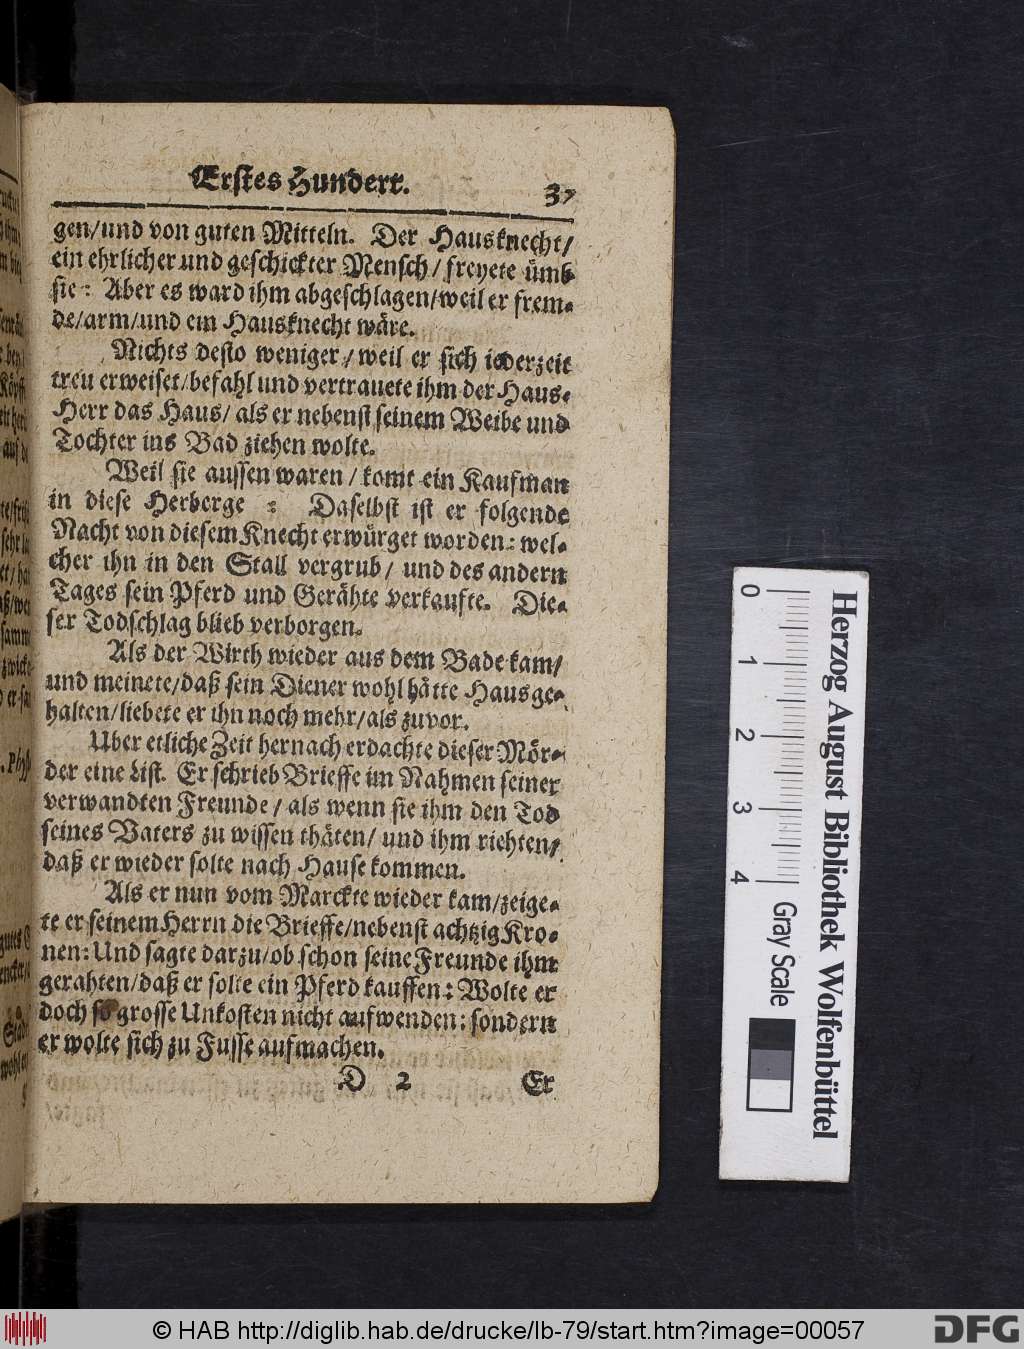 Erstes Hundert.
37
gen/und von guten Mitteln. Der Hausknecht/
ein ehrlicher und geschickter Mensch/ freyete ümb
sie: Aber es ward ihm abgeschlagen/weil er frem-
de/arm/und ein Hausknecht wäre.
Nichts desto weniger/ weil er sich iederzeit
treu erweiset/befahl und vertrauete ihm der Haus-
Herr das Haus/ als er nebenst seinem Weibe und
Tochter ins Bad ziehen wolte.
Weil sie aussen waren / komt ein Kaufman
in diese Herberge : Daselbst ist er folgende
Nacht von diesem Knecht erwürget worden: wel-
cher ihn in den Stall vergrub/ und des andern
Tages sein Pferd und Gerähte verkaufte. Die-
ser Todschlag blieb verborgen.
Als der Wirth wieder aus dem Bade kam/
und meinete/daß sein Diener wohl hätte Hausge-
halten/liebete er ihn noch mehr/als zuvor.
Uber etliche Zeit hernach erdachte dieser Mör-
der eine List. Er schrieb Brieffe im Nahmen seiner
verwandten Freunde/ als wenn sie ihm den Tod
seines Vaters zu wissen thäten/ und ihm riehten/
daß er wieder solte nach Hause kommen.
Als er nun vom Marckte wieder kam/zeige-
te er seinem Herrn die Brieffe/nebenst achtzig Kro-
nen: Und sagte darzu/ob schon seine Freunde ihm
gerahten/daß er solte ein Pferd kauffen: Wolte er
doch so grosse Unkosten nicht aufwenden: sondern
er wolte sich zu Fusse aufmachen.
D 2 Er
0 1 2 3 4
Gray Scale
Herzog August Bibliothek Wolfenbüttel
© HAB http://diglib.hab.de/drucke/lb-79/start.htm?image=00057
DFG